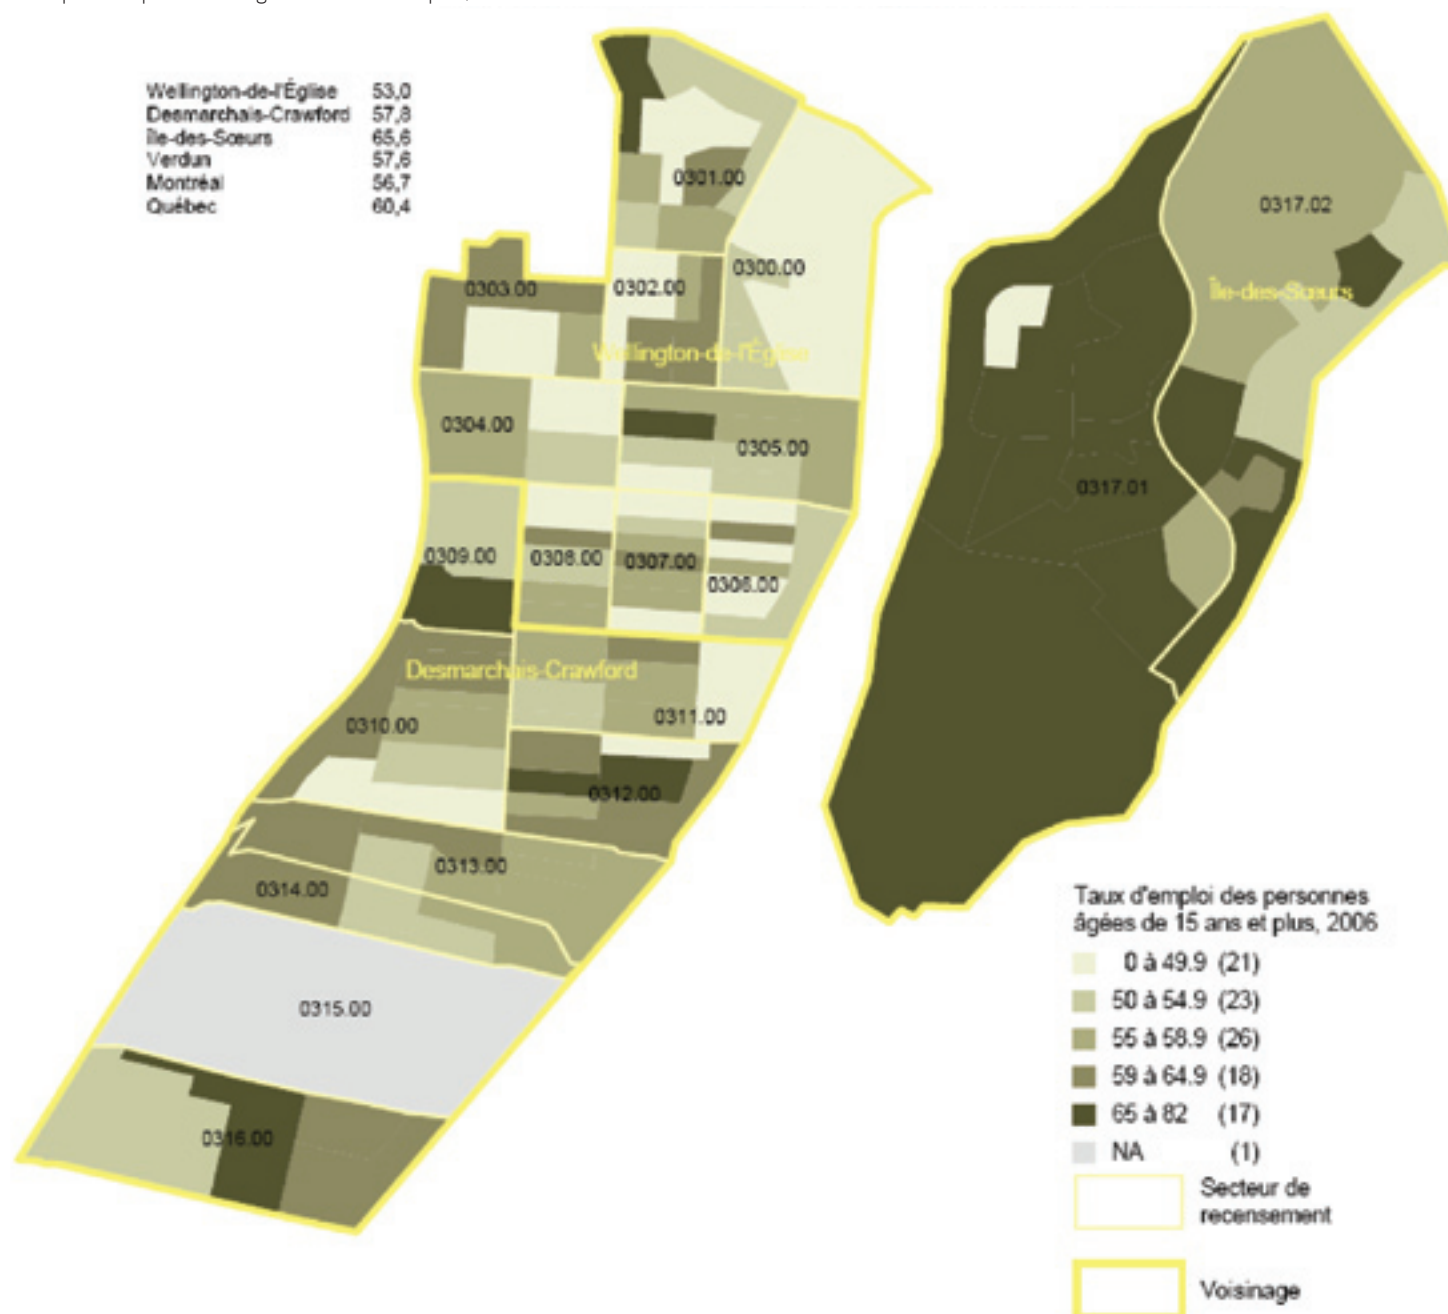 Wellington-de-l'Église 53,0
Desmarchais-Crawford 57,8
Île-des-Sœurs 65,6
Verdun 57,6
Montréal 56,7
Québec 60,4
0301.00
0317.02
0300.00
0302.00
0303.00
Île-des-Sœurs
Wellington-de-l'Église
0304.00
0305.00
0317.01
0309.00
0308.00
0307.00
0306.00
Desmarchais-Crawford
0310.00
0311.00
0312.00
0313.00
0314.00
0315.00
0316.00
Taux d'emploi des personnes
âgées de 15 ans et plus, 2006
0 à 49.9 (21)
50 à 54.9 (23)
55 à 58.9 (26)
59 à 64.9 (18)
65 à 82 (17)
NA (1)
Secteur de
recensement
Voisinage